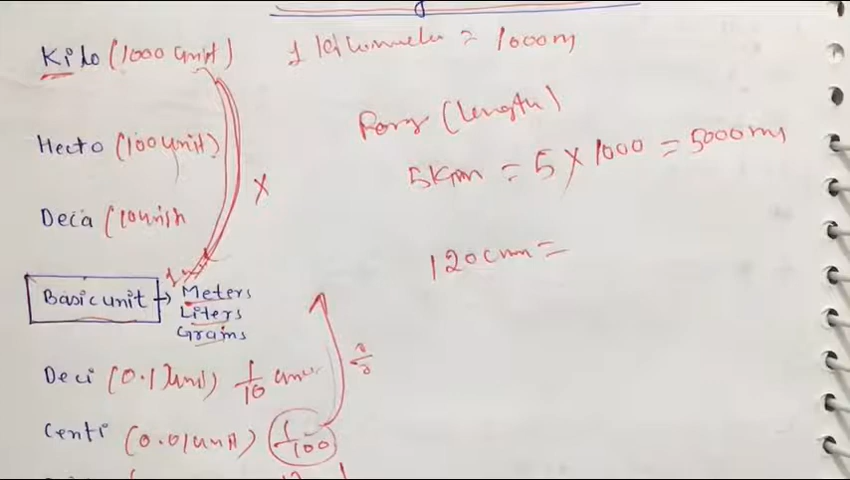 Kilo (1000 unit) 1 kilometer = 1000m
Hecto (100 unit)
(length)
5Km = 5 X 1000 = 5000m
X
Deca (10 unit
120cm =
Basic unit → Meters
Liters
Grams
Deci (0.1 unit) 1/10
Centi (0.01 unit) 1/100